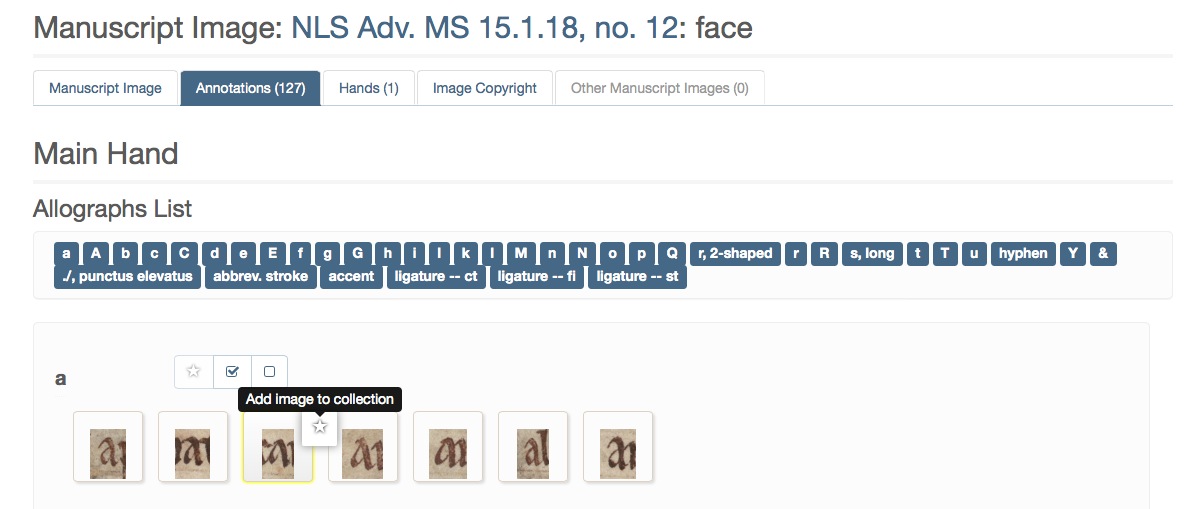 Manuscript Image: NLS Adv. MS 15.1.18, no. 12: face
Manuscript Image Annotations (127) Hands (1) Image Copyright Other Manuscript Images (0)
Main Hand
Allographs List
a A b c C d e E f g G h i I k l M n N o p Q r, 2-shaped r R s, long t T u hyphen Y &
./, punctus elevatus abbrev. stroke accent ligature -- ct ligature -- fi ligature -- st
a
Add image to collection